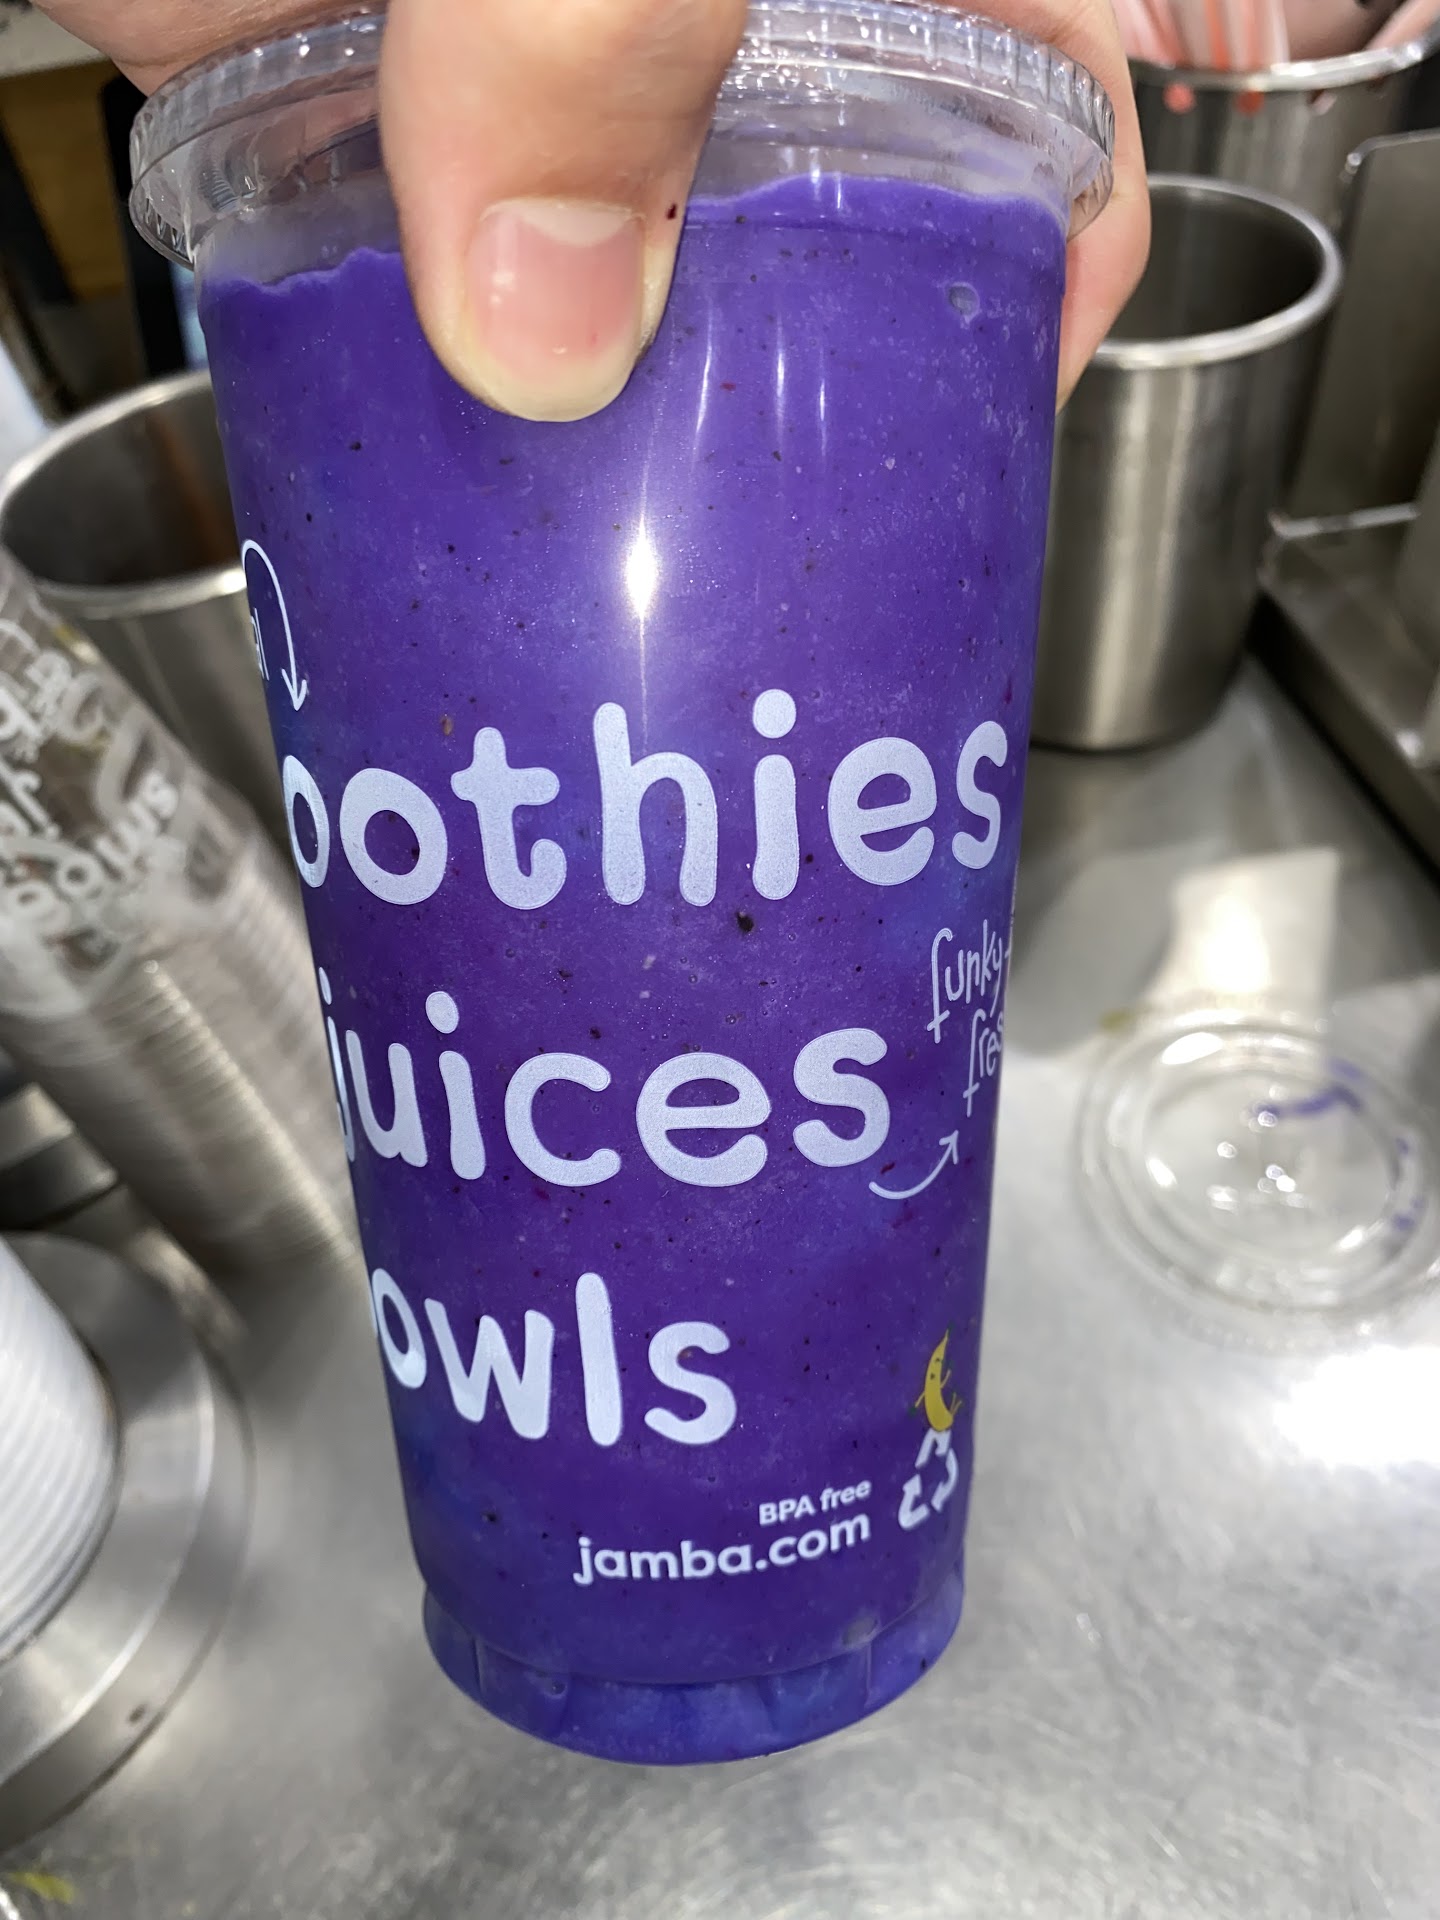 oothies
funky-
fres
juices
owls
BPA free
jamba.com